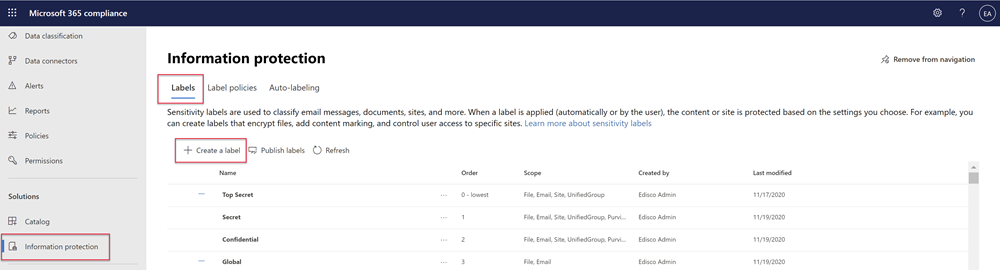 Microsoft 365 compliance
?
EA
Data classification
Data connectors
Alerts
Reports
Policies
Permissions
Solutions
Catalog
Information protection
Information protection
Remove from navigation
Labels Label policies Auto-labeling
Sensitivity labels are used to classify email messages, documents, sites, and more. When a label is applied (automatically or by the user), the content or site is protected based on the settings you choose. For example, you
can create labels that encrypt files, add content marking, and control user access to specific sites. Learn more about sensitivity labels
+ Create a label Publish labels Refresh
Name Order Scope Created by Last modified
Top Secret ... 0 - lowest File, Email, Site, UnifiedGroup Edisco Admin 11/17/2020
Secret ... 1 File, Email, Site, UnifiedGroup, Purvi... Edisco Admin 11/19/2020
Confidential ... 2 File, Email, Site, UnifiedGroup, Purvi... Edisco Admin 11/19/2020
Global ... 3 File, Email Edisco Admin 11/19/2020